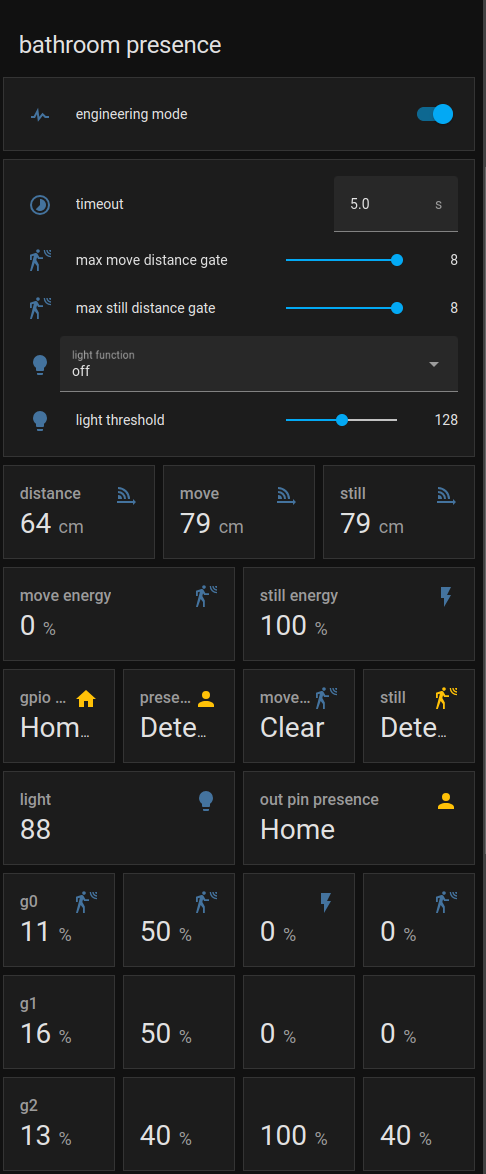 bathroom presence
engineering mode
timeout 5.0 s
max move distance gate 8
max still distance gate 8
light function
off
light threshold 128
distance move still
64 cm 79 cm 79 cm
move energy still energy
0 % 100 %
gpio ... prese... move... still
Hom... Dete... Clear Dete...
light out pin presence
88 Home
g0
11 % 50 % 0 % 0 %
g1
16 % 50 % 0 % 0 %
g2
13 % 40 % 100 % 40 %